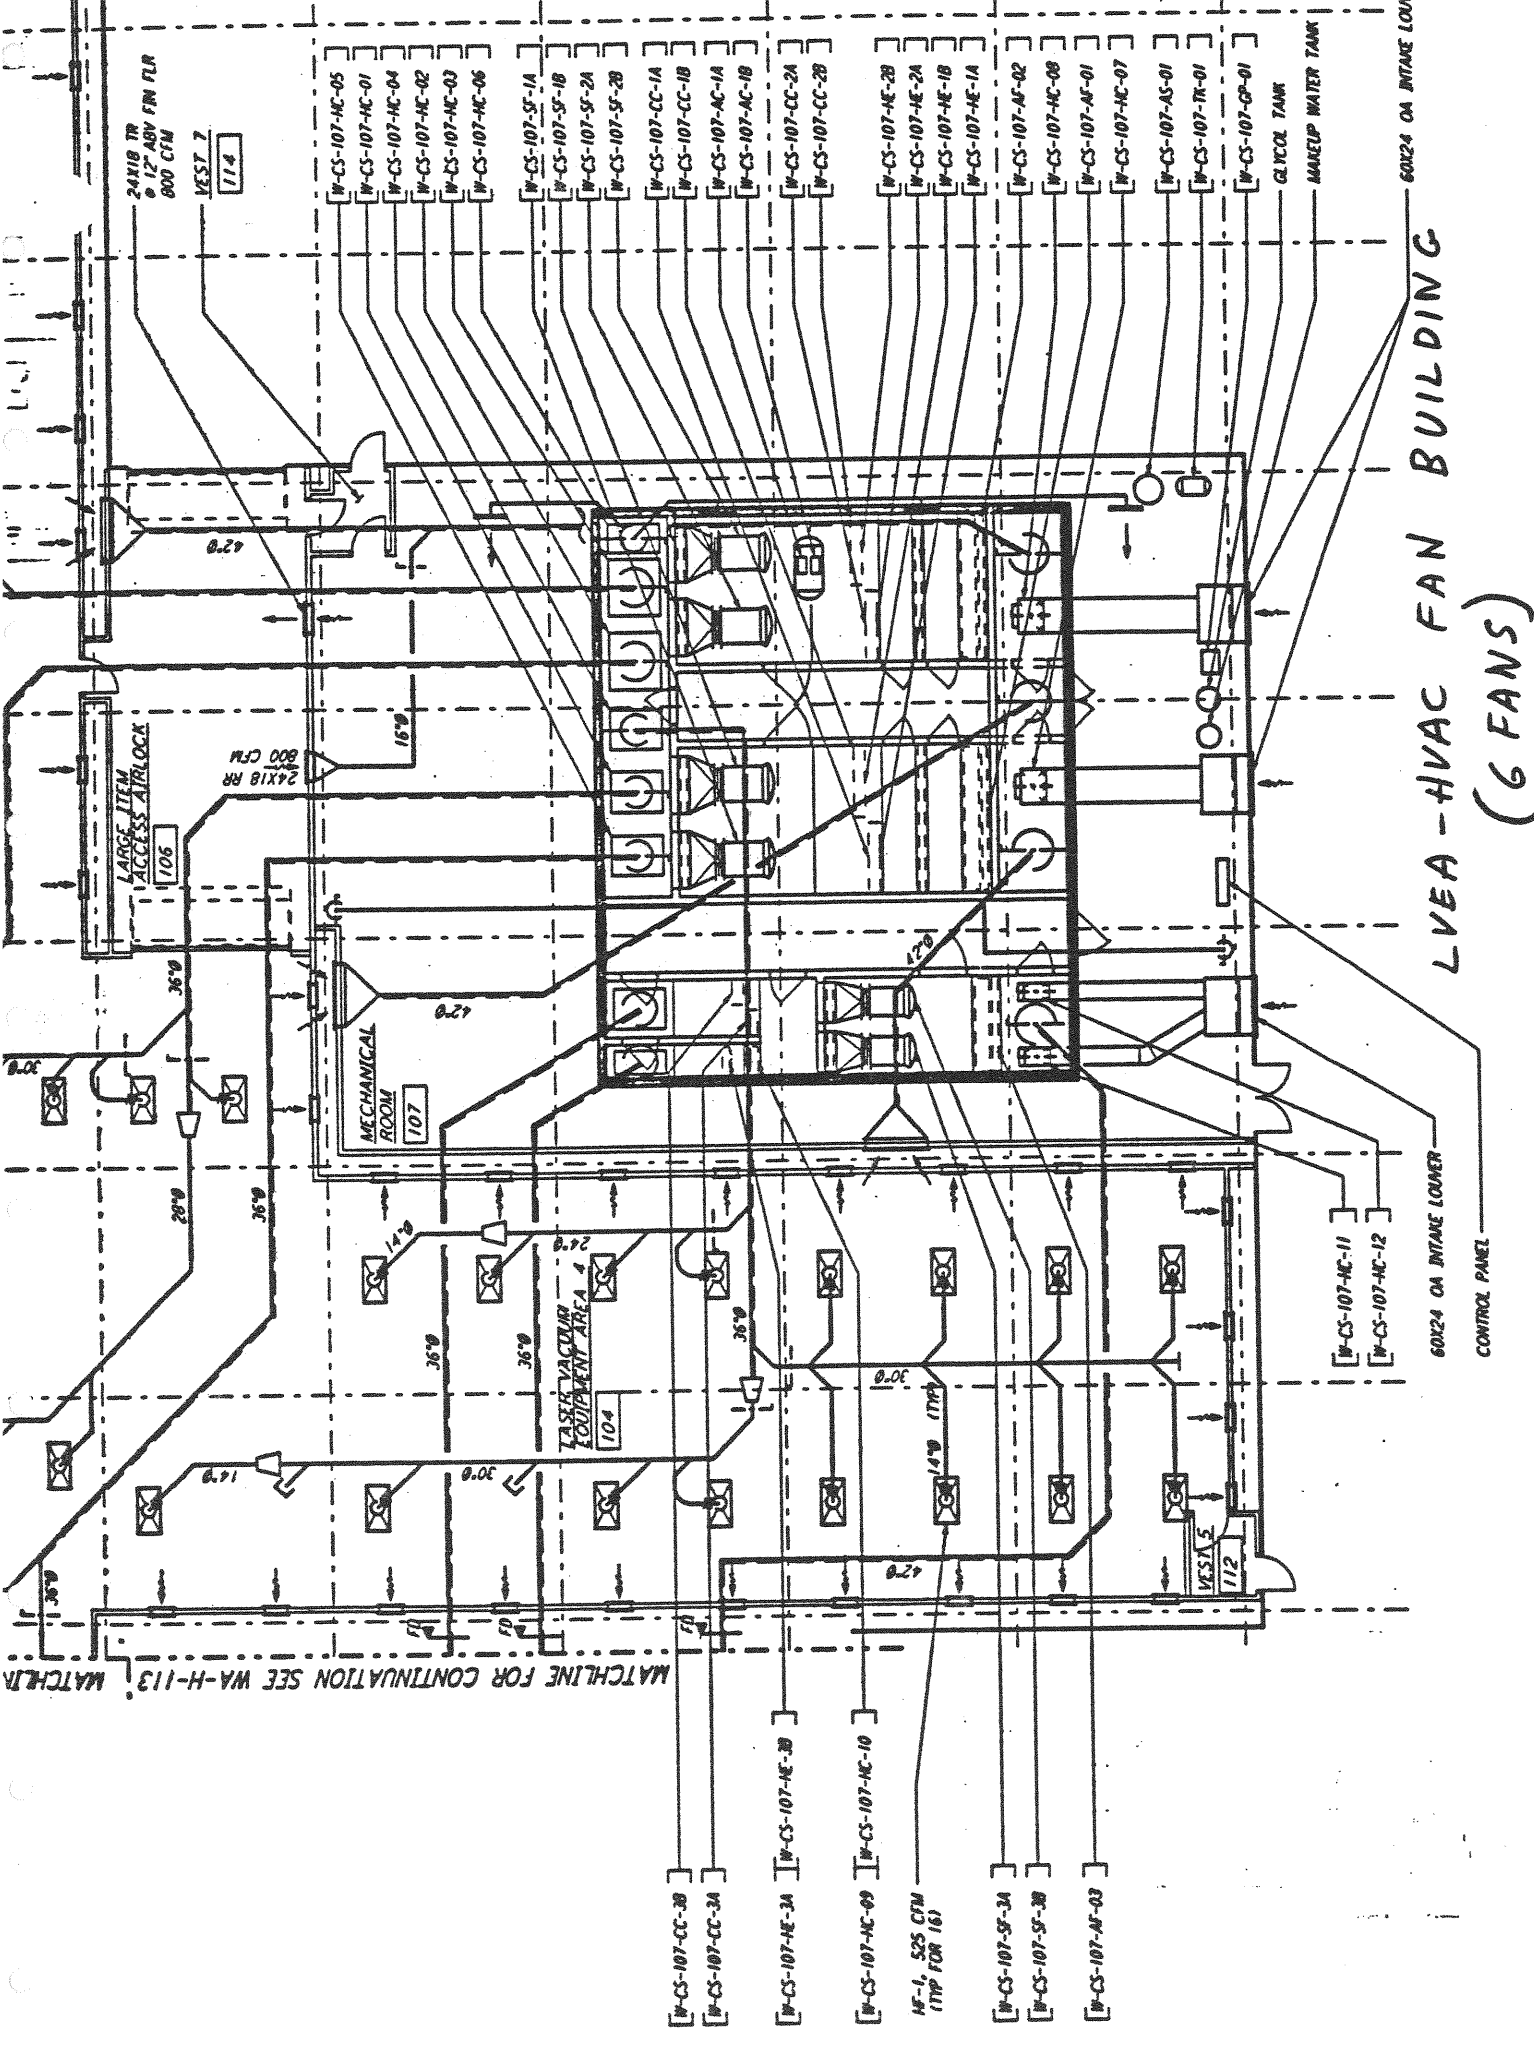 24X18 TR
@ 12" ABV FIN FLR
800 CFM
VEST 7
114
W-CS-107-HC-05
W-CS-107-HC-01
W-CS-107-HC-04
W-CS-107-HC-02
W-CS-107-HC-03
W-CS-107-HC-06
W-CS-107-SF-1A
W-CS-107-SF-1B
W-CS-107-SF-2A
W-CS-107-SF-2B
W-CS-107-CC-1A
W-CS-107-CC-1B
W-CS-107-AC-1A
W-CS-107-AC-1B
W-CS-107-CC-2A
W-CS-107-CC-2B
W-CS-107-HE-2B
W-CS-107-HE-2A
W-CS-107-HE-1B
W-CS-107-HE-1A
W-CS-107-AF-02
W-CS-107-HC-08
W-CS-107-AF-01
W-CS-107-HC-07
W-CS-107-AS-01
W-CS-107-TK-01
W-CS-107-GP-01
GLYCOL TANK
MAKEUP WATER TANK
60X24 OA INTAKE LOUV
42"Ø
16"Ø
LARGE ITEM
ACCESS AIRLOCK
106
24X18 RR
800 CFM
36"Ø
30"Ø
42"Ø
42"Ø
MECHANICAL
ROOM
107
28"Ø
36"Ø
14"Ø
24"Ø
36"Ø
36"Ø
36"Ø
LASER VACUUM
EQUIPMENT AREA 4
104
30"Ø
14"Ø
30"Ø
14"Ø (TYP)
42"Ø
36"Ø
VEST 5
112
FD
FD
FD
MATCHLINE FOR CONTINUATION SEE WA-H-113
MATCHLIN
W-CS-107-HC-11
W-CS-107-HC-12
60X24 OA INTAKE LOUVER
CONTROL PANEL
W-CS-107-CC-3B
W-CS-107-CC-3A
W-CS-107-HE-3A
W-CS-107-HE-3B
W-CS-107-HC-09
W-CS-107-HC-10
HF-1, 525 CFM
(TYP FOR 16)
W-CS-107-SF-3A
W-CS-107-SF-3B
W-CS-107-AF-03
LVEA-HVAC FAN BUILDING
(6 FANS)